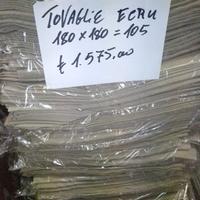 TOVAGLIE ECRU
180 x 180 = 105
€ 1.575,00